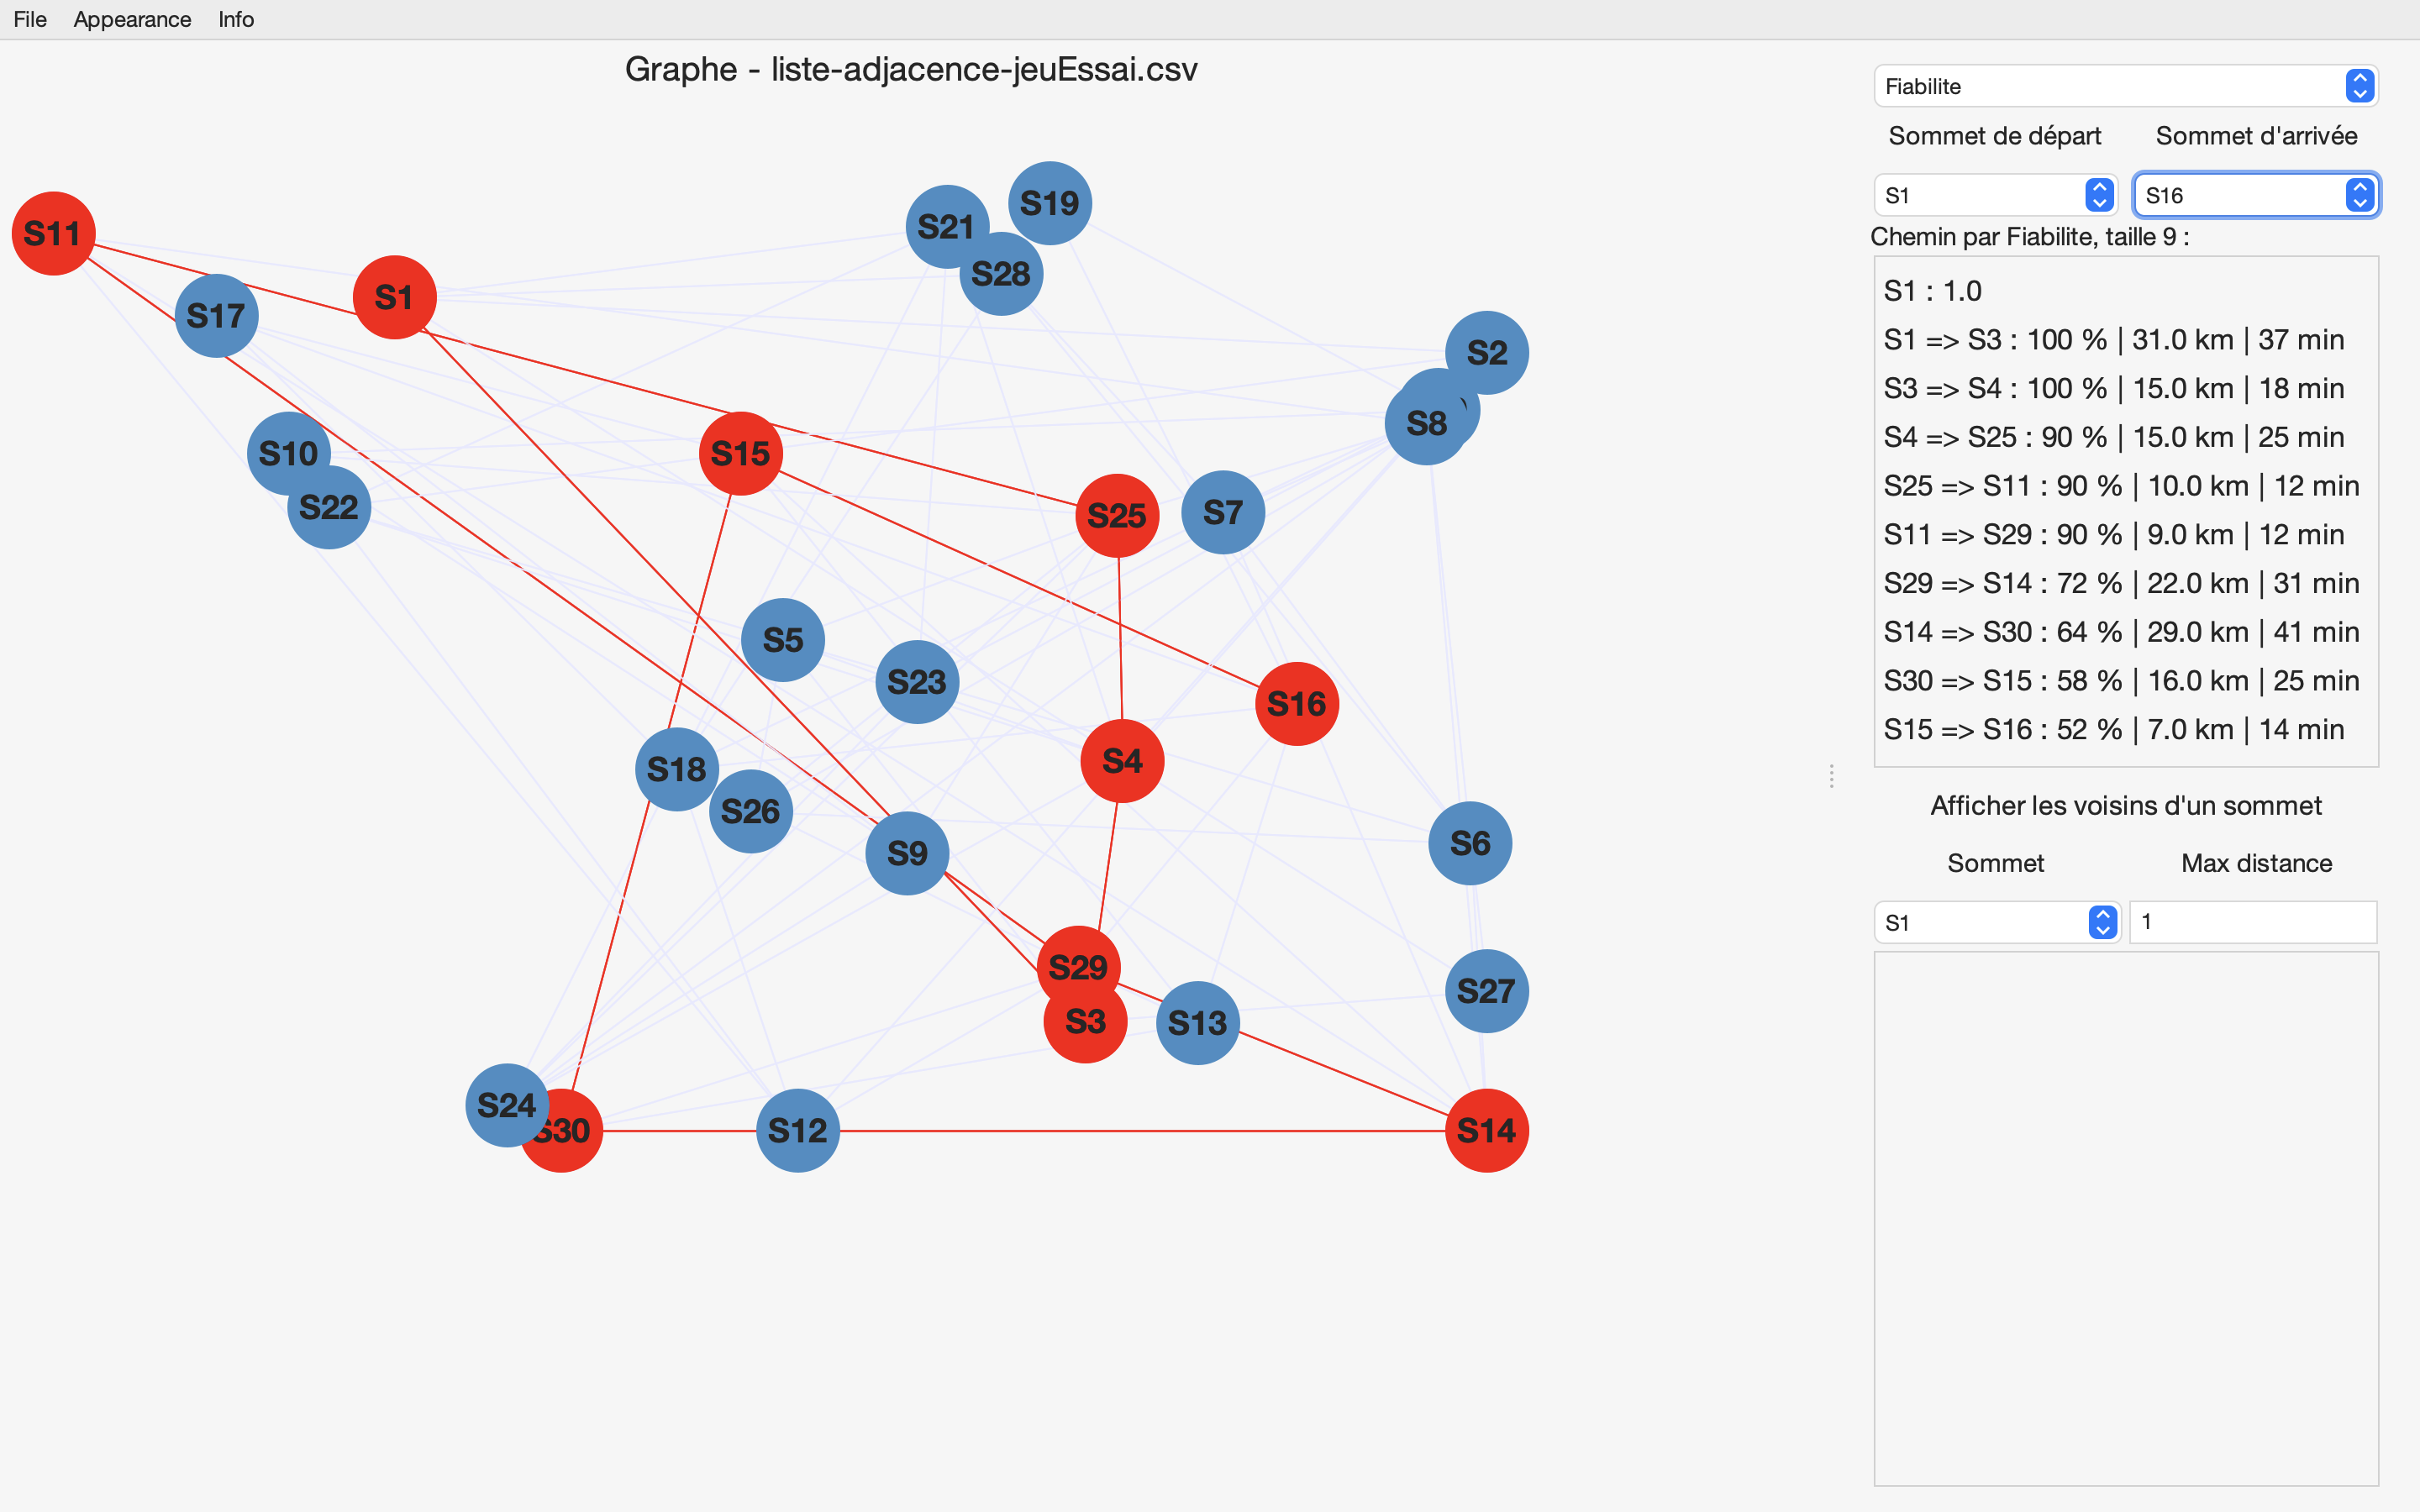 File Appearance Info
Graphe - liste-adjacence-jeuEssai.csv
Fiabilite
Sommet de départ Sommet d'arrivée
S1 S16
Chemin par Fiabilite, taille 9 :
S1 : 1.0
S1 => S3 : 100 % | 31.0 km | 37 min
S3 => S4 : 100 % | 15.0 km | 18 min
S4 => S25 : 90 % | 15.0 km | 25 min
S25 => S11 : 90 % | 10.0 km | 12 min
S11 => S29 : 90 % | 9.0 km | 12 min
S29 => S14 : 72 % | 22.0 km | 31 min
S14 => S30 : 64 % | 29.0 km | 41 min
S30 => S15 : 58 % | 16.0 km | 25 min
S15 => S16 : 52 % | 7.0 km | 14 min
Afficher les voisins d'un sommet
Sommet Max distance
S1 1
S19
S21
S11
S28
S1
S17
S2
S8
S15
S10
S22
S7
S25
S5
S23
S16
S4
S18
S26
S6
S9
S29
S27
S3
S13
S24
S30
S12
S14